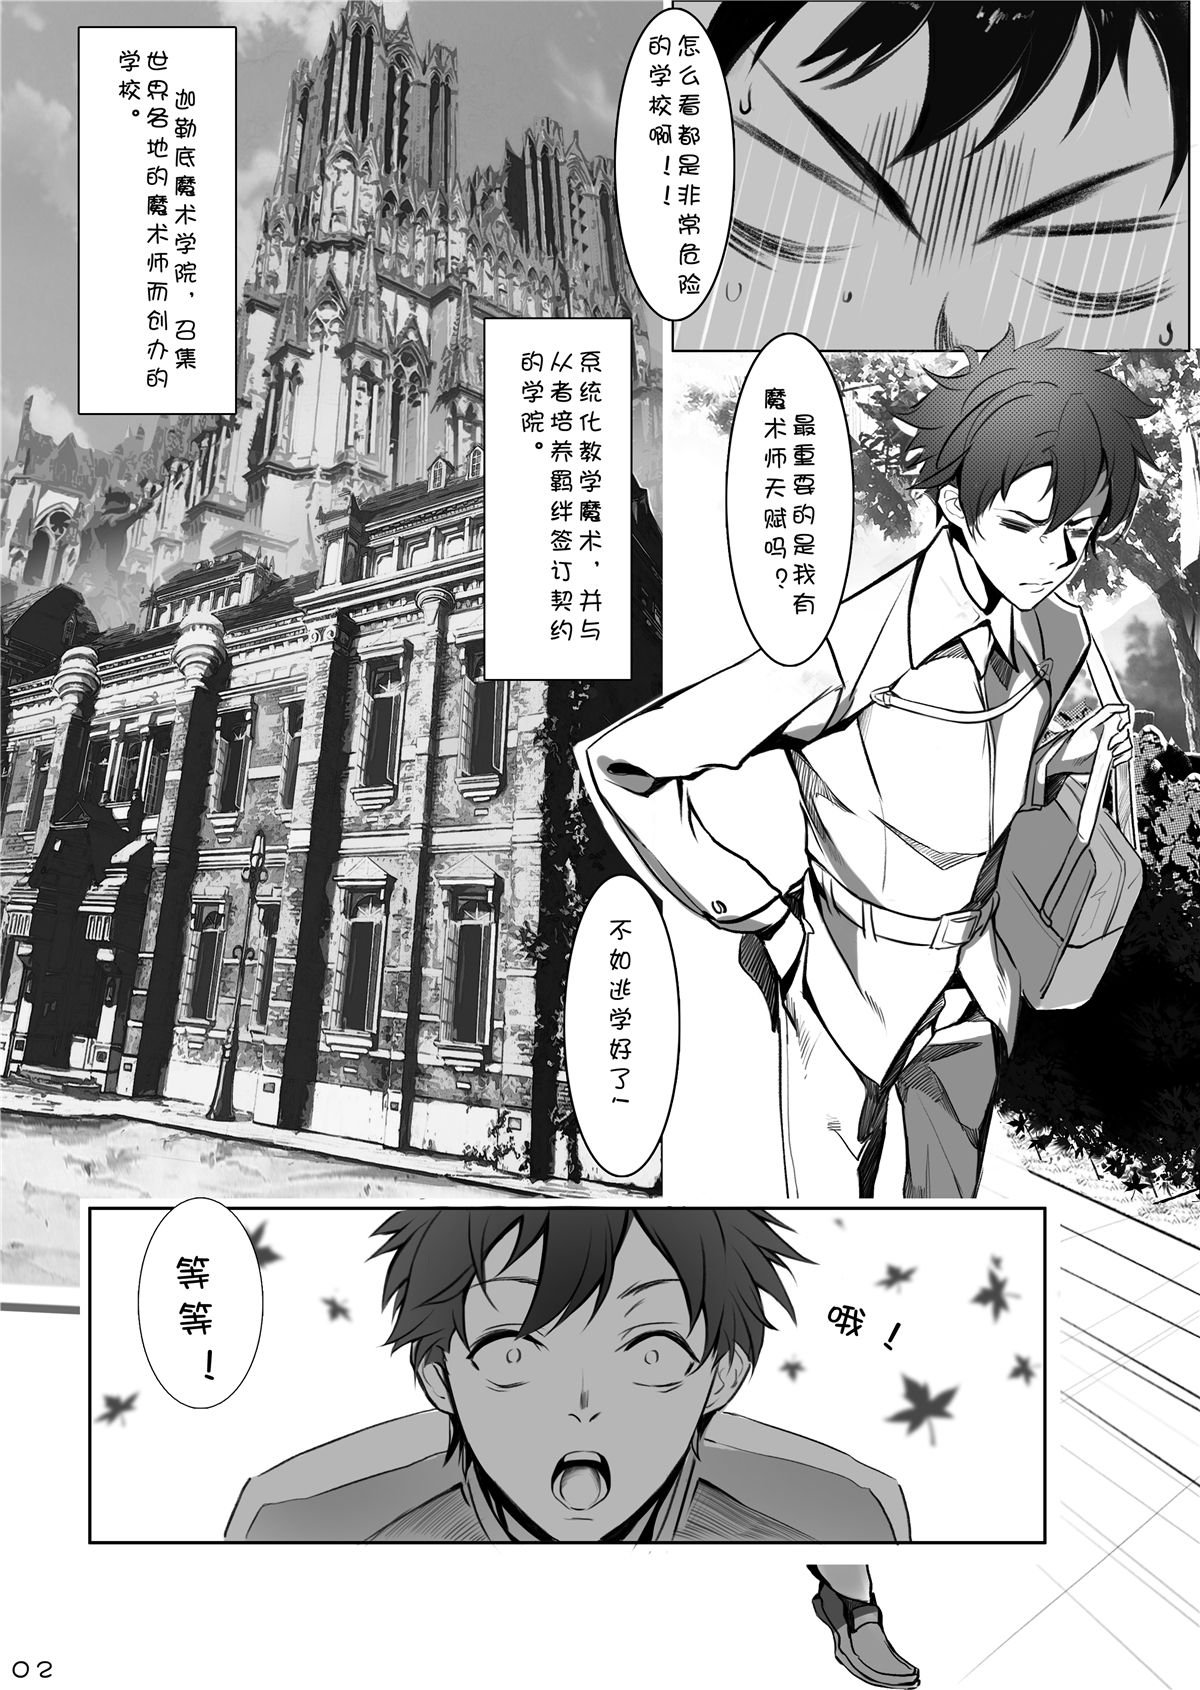 怎么看都是非常危险
的学校啊！！
迦勒底魔术学院，召集
世界各地的魔术师而创办的
学校。
系统化教学魔术，并与
从者培养羁绊签订契约
的学院。
最重要的是我有
魔术师天赋吗？
不如逃学好了！
哦！
等等！
02